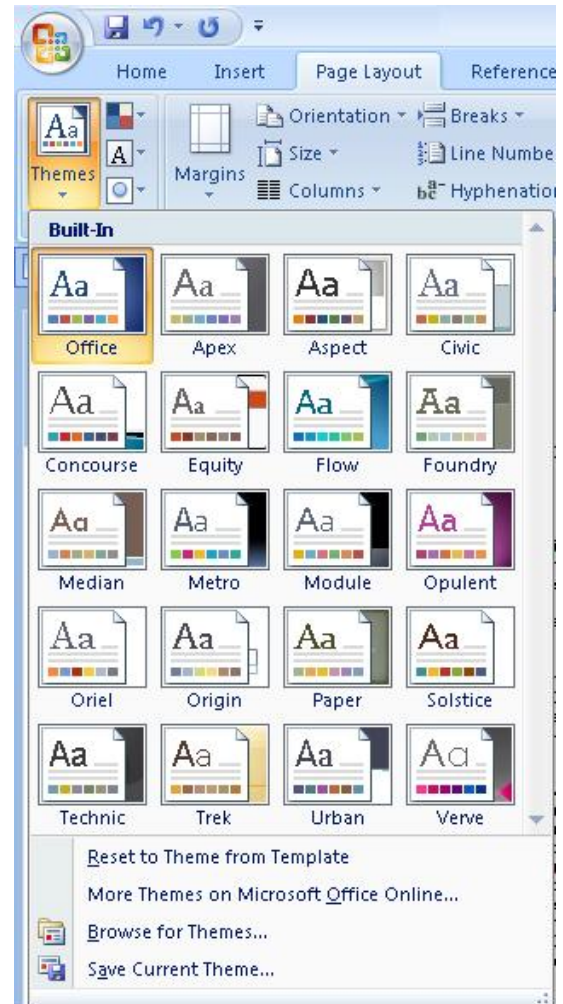 Home Insert Page Layout Reference
Aa Orientation Breaks
A Size Line Numbe
Themes Margins Columns Hyphenatio
Built-In
Aa Aa Aa Aa
Office Apex Aspect Civic
Aa Aa Aa Aa
Concourse Equity Flow Foundry
Aa Aa Aa Aa
Median Metro Module Opulent
Aa Aa Aa Aa
Oriel Origin Paper Solstice
Aa Aa Aa Aa
Technic Trek Urban Verve
Reset to Theme from Template
More Themes on Microsoft Office Online...
Browse for Themes...
Save Current Theme...